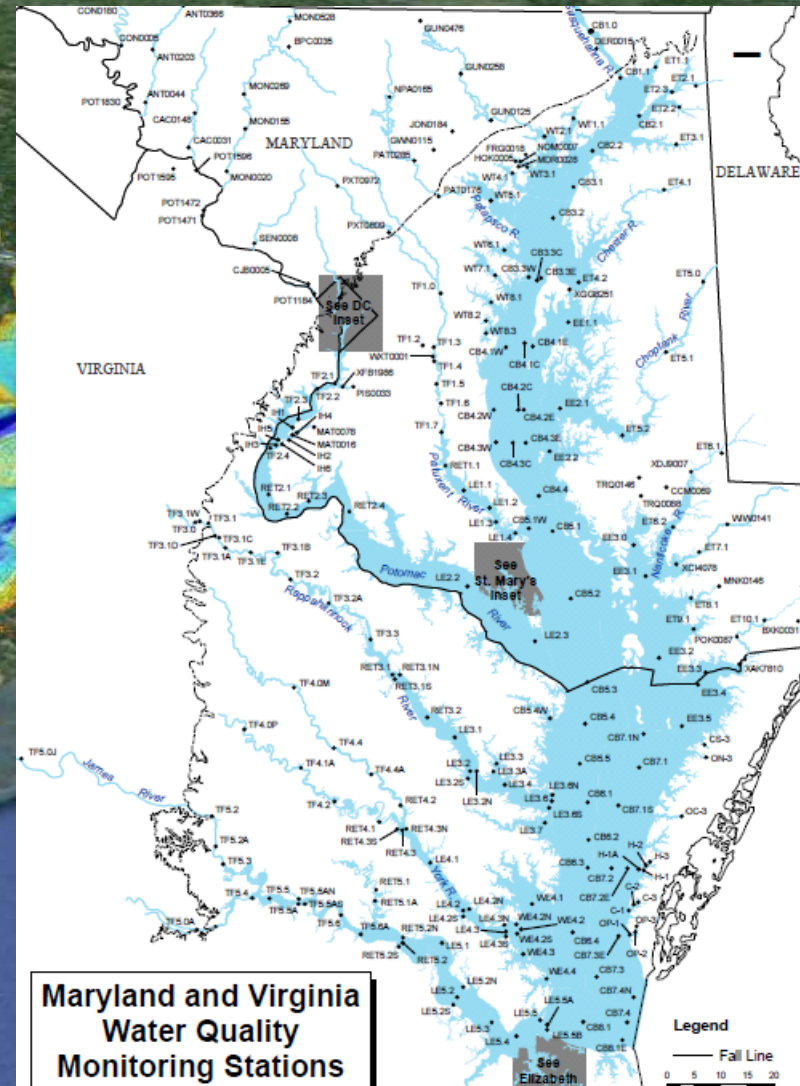 CON0180
ANT0366
MON0528
GUN0476
Susquehanna R.
CB1.0
DER0015
CON0005
ANT0203
BPC0035
GUN0258
CB1.1
ET1.1
ET2.1
ET2.3
POT1830
ANT0044
MON0269
NPA0165
ET2.2
CAC0148
MON0155
GUN0125
WT1.1
CB2.1
MARYLAND
JON0184
WT2.1
ET3.1
CAC0031
GWN0115
FRG0018
NOM0007
CB2.2
POT1596
PAT0285
HOK0005
MOR0028
POT1595
MON0020
PXT0972
WT4.1
WT3.1
DELAWARE
PAT0176
WT5.1
CB3.1
ET4.1
POT1472
POT1471
Patapsco R.
CB3.2
PXT0809
Chester R.
SEN0008
WT6.1
CB3.3C
CJB0005
WT7.1
CB3.3W
CB3.3E
ET4.2
ET5.0
POT1184
See DC
Inset
TF1.0
XGG8251
WT8.1
WT8.2
EE1.1
Choptank
River
WT8.3
TF1.2
TF1.3
CB4.1W
CB4.1E
VIRGINIA
WXT0001
TF1.4
CB4.1C
ET5.1
TF2.1
XFB1986
TF1.5
TF2.2
PIS0033
CB4.2C
TF2.3
TF1.6
IH1
IH4
CB4.2W
CB4.2E
EE2.1
IH5
MAT0078
TF1.7
IH3
MAT0016
ET5.2
TF2.4
IH2
CB4.3W
CB4.3E
IH6
CB4.3C
EE2.2
ET6.1
RET1.1
XDJ9007
Patuxent River
RET2.1
LE1.1
TRQ0146
CCM0069
RET2.3
LE1.2
CB4.4
TRQ0088
RET2.2
RET2.4
TF3.1W
TF3.1
LE1.3
CB5.1W
ET6.2
WIW0141
TF3.0
LE1.4
CB5.1
TF3.1D
TF3.1C
EE3.0
Nanticoke R.
TF3.1A
TF3.1B
See
St. Mary's
Inset
ET7.1
TF3.1E
Potomac
River
EE3.1
XCI4078
TF3.2
LE2.2
MNK0146
Rappahannock
River
TF3.2A
CB5.2
ET8.1
TF3.3
LE2.3
ET9.1
ET10.1
BXK0031
POK0087
RET3.1
RET3.1N
EE3.2
RET3.1S
EE3.3
XAK7810
TF4.0M
CB5.3
EE3.4
RET3.2
CB5.4W
TF4.0P
CB5.4
EE3.5
LE3.1
CB7.1N
TF4.4
CS-3
TF5.0J
LE3.3
ON-3
TF4.1A
LE3.2
LE3.3A
CB5.5
CB7.1
TF4.4A
LE3.2S
LE3.4
James
River
LE3.6N
TF4.2
RET4.2
LE3.2N
LE3.6
CB6.1
TF5.2
LE3.6S
CB7.1S
OC-3
RET4.1
RET4.3N
LE3.7
RET4.3S
TF5.2A
RET4.3
CB6.2
H-2
H-1A
H-3
TF5.3
LE4.1
CB6.3
H-1
York R.
CB7.2
RET5.1
C-2
TF5.4
TF5.5
TF5.5AN
RET5.1A
CB7.2E
C-3
TF5.5A
TF5.5AS
LE4.2
LE4.2N
WE4.1
C-1
LE4.2S
OP-1
OP-3
TF5.0A
TF5.6
LE4.3N
WE4.2N
WE4.2
TF5.6A
RET5.2N
LE4.3
WE4.2S
CB6.4
OP-2
RET5.2S
LE5.1
LE4.3S
CB7.3E
RET5.2
WE4.3
WE4.4
CB7.3
LE5.2N
LE5.2
CB7.4N
LE5.2S
LE5.5A
LE5.3
LE5.5
CB8.1
CB7.4
LE5.4
LE5.5B
CB8.1E
See
Elizabeth
Maryland and Virginia
Water Quality
Monitoring Stations
Legend
Fall Line
0 5 10 15 20